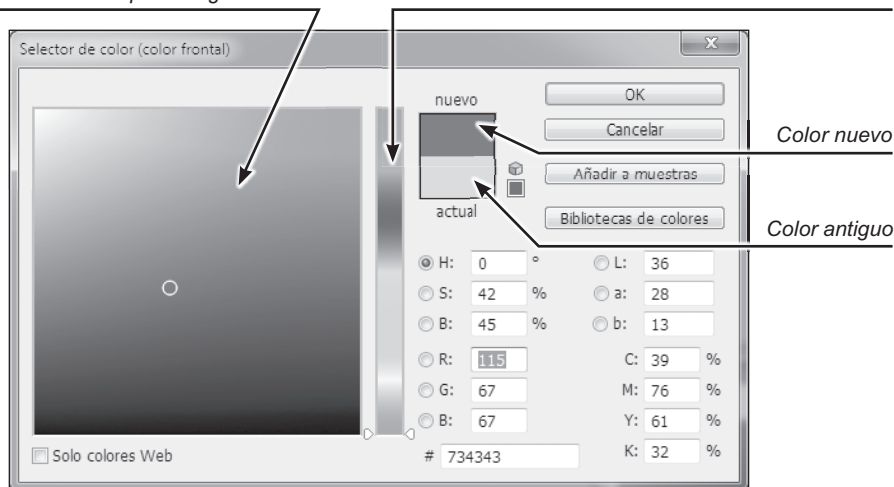 Selector de color (color frontal)
nuevo
OK
Cancelar
Color nuevo
Añadir a muestras
actual
Bibliotecas de colores
Color antiguo
H: 0 ° L: 36
S: 42 % a: 28
B: 45 % b: 13
R: 115 C: 39 %
G: 67 M: 76 %
B: 67 Y: 61 %
Solo colores Web # 734343 K: 32 %